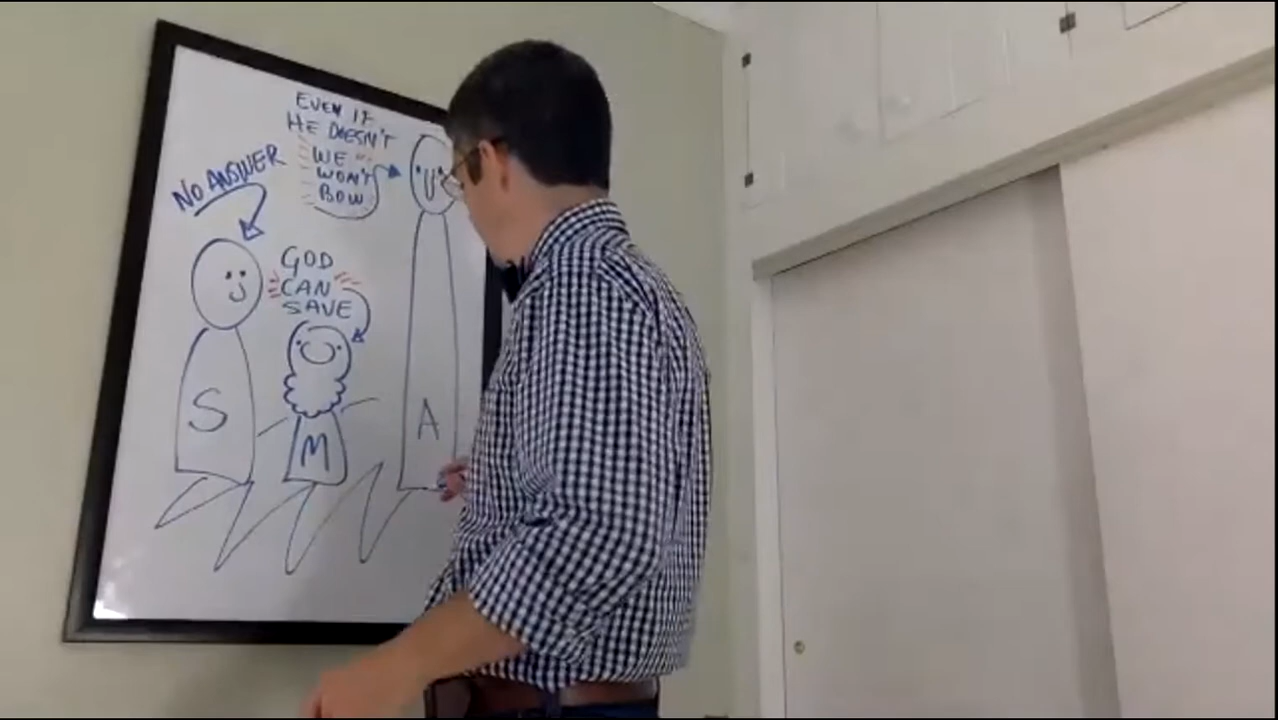 EVEN IF
HE DOESN'T
WE
WON'T
BOW
NO ANSWER
GOD
CAN
SAVE
S
M
A